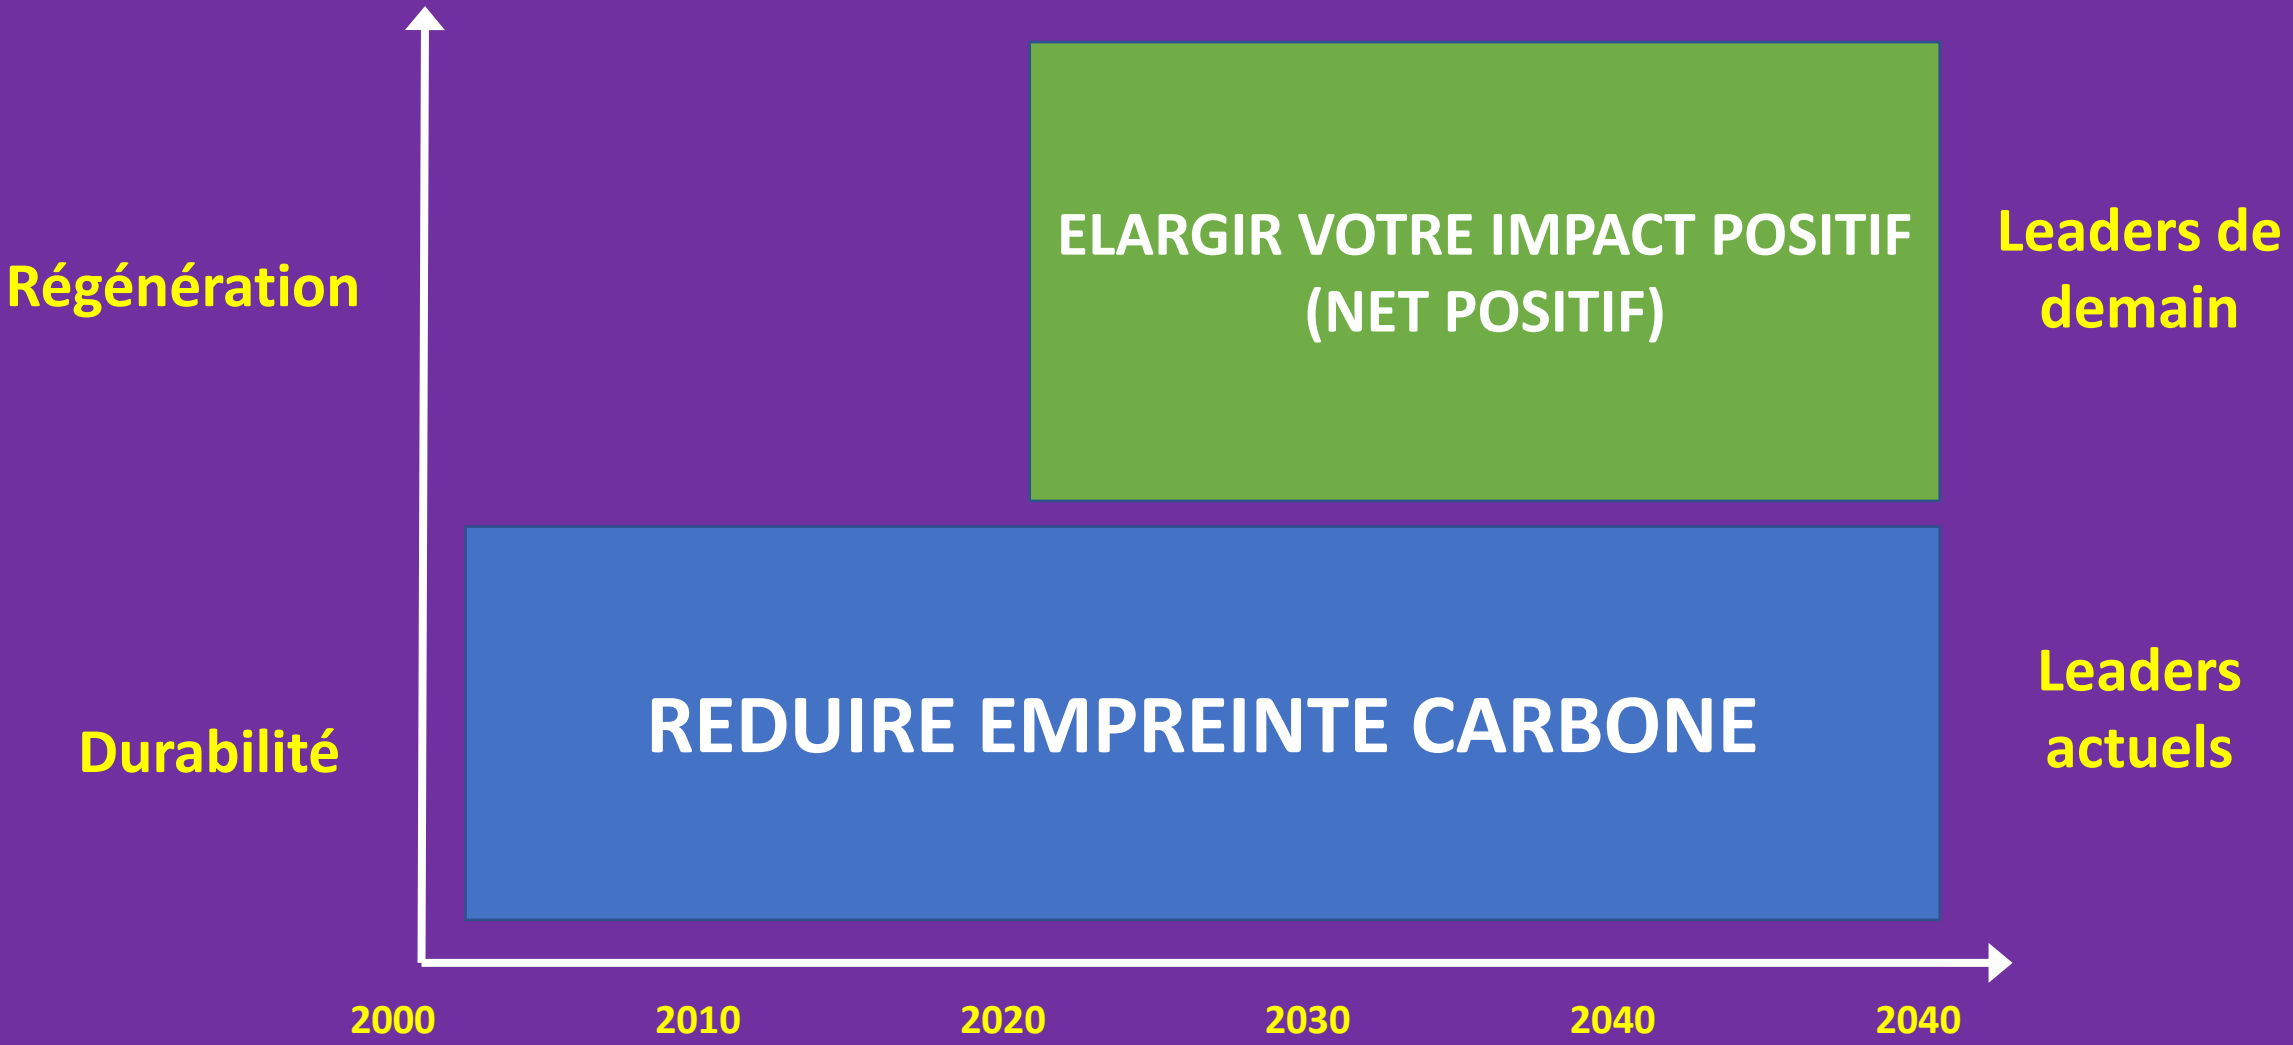 ELARGIR VOTRE IMPACT POSITIF
(NET POSITIF)
Leaders de
demain
Régénération
REDUIRE EMPREINTE CARBONE
Leaders
actuels
Durabilité
2000 2010 2020 2030 2040 2040